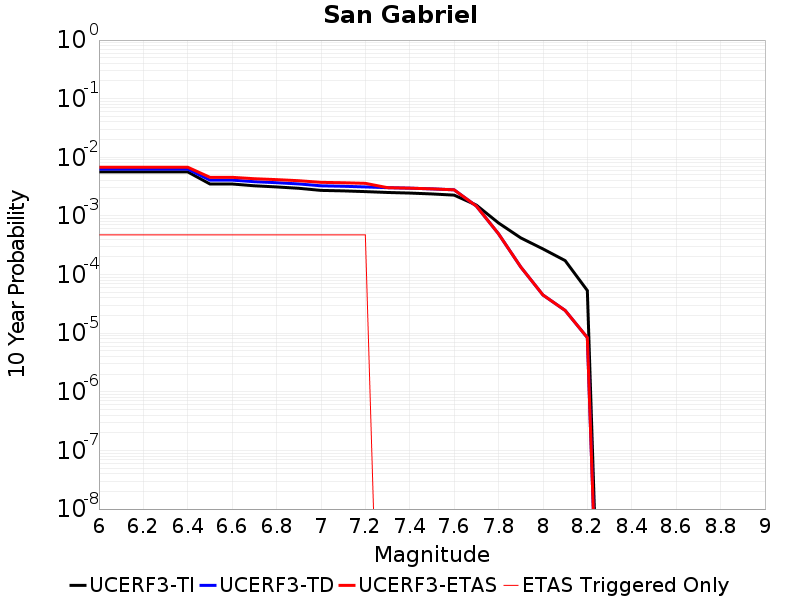 San Gabriel
10 Year Probability
10^0
10^-1
10^-2
10^-3
10^-4
10^-5
10^-6
10^-7
10^-8
6 6.2 6.4 6.6 6.8 7 7.2 7.4 7.6 7.8 8 8.2 8.4 8.6 8.8 9
Magnitude
UCERF3-TI UCERF3-TD UCERF3-ETAS ETAS Triggered Only